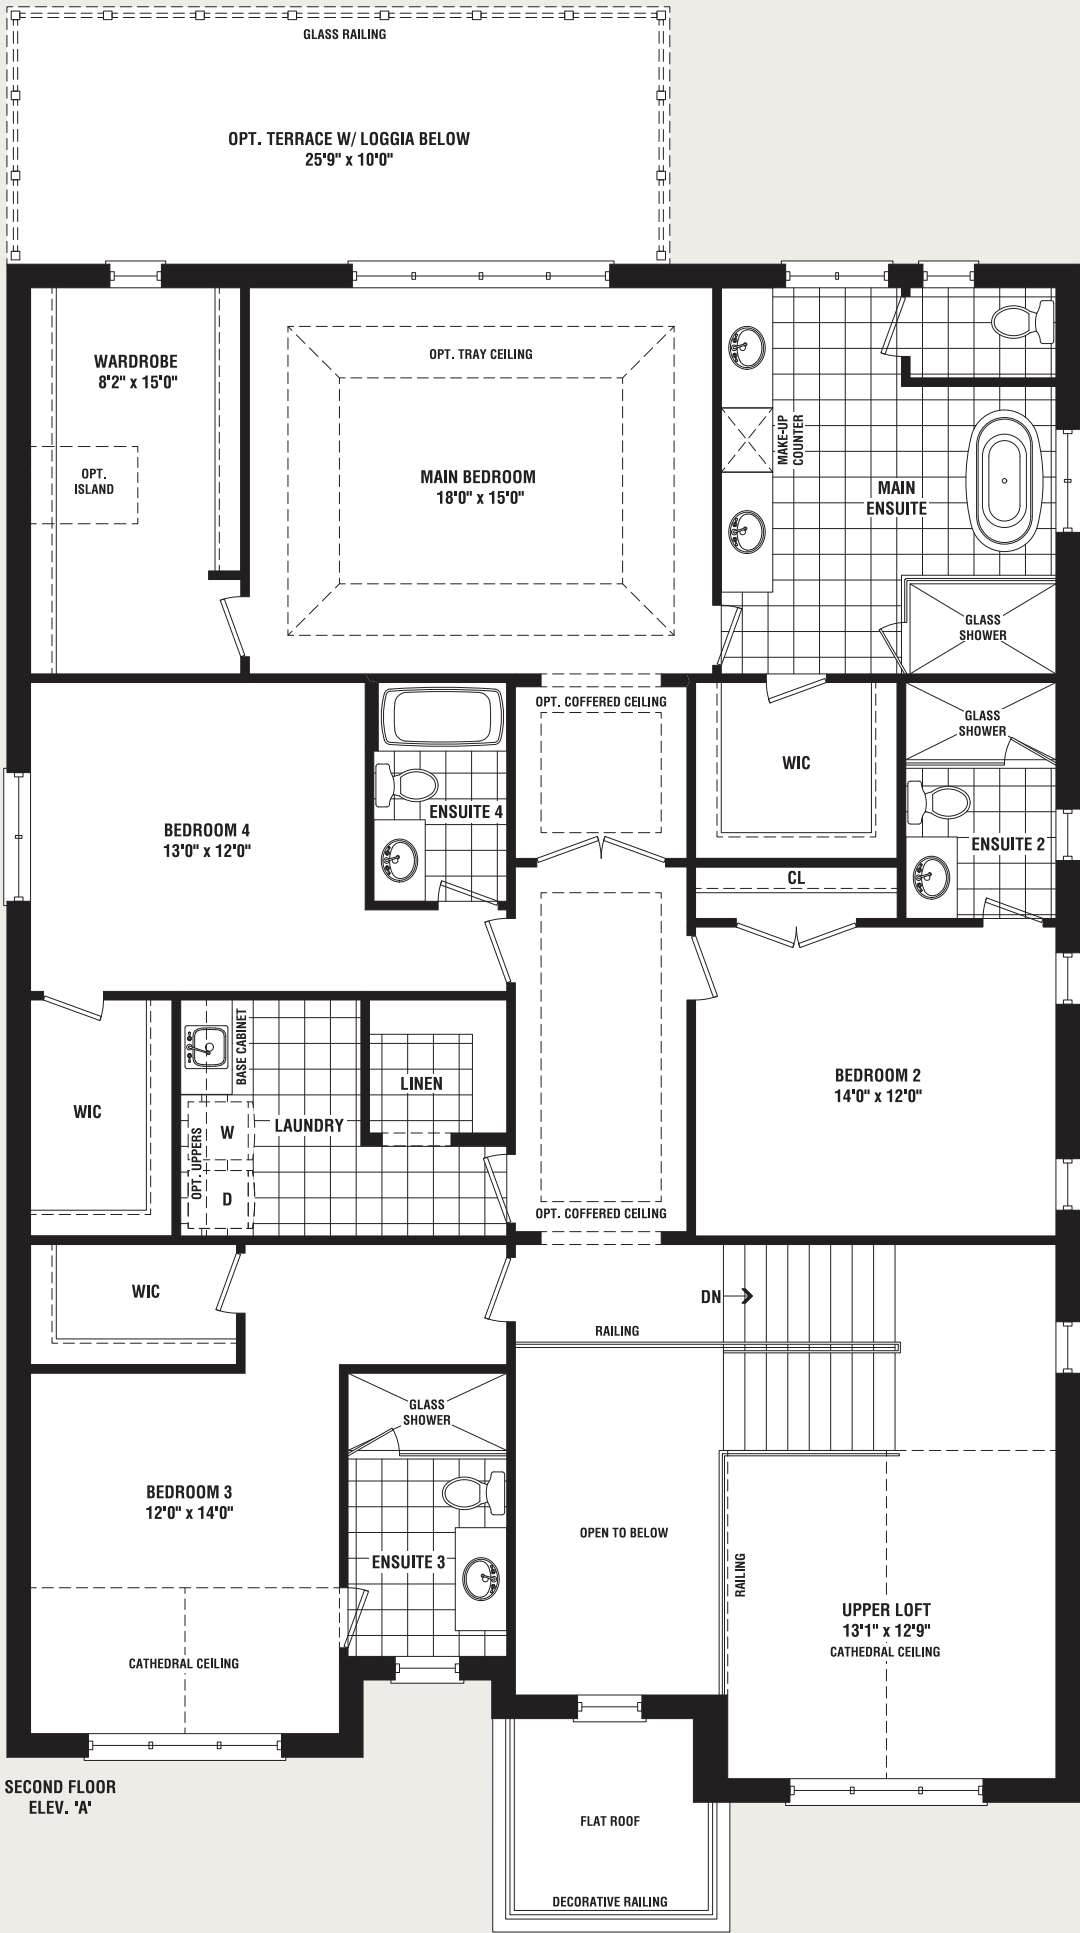 GLASS RAILING
OPT. TERRACE W/ LOGGIA BELOW
25'9" x 10'0"
WARDROBE
8'2" x 15'0"
OPT.
ISLAND
OPT. TRAY CEILING
MAIN BEDROOM
18'0" x 15'0"
MAKE-UP
COUNTER
MAIN
ENSUITE
GLASS
SHOWER
OPT. COFFERED CEILING
GLASS
SHOWER
WIC
ENSUITE 4
BEDROOM 4
13'0" x 12'0"
ENSUITE 2
CL
BASE CABINET
LINEN
BEDROOM 2
14'0" x 12'0"
WIC
W
LAUNDRY
OPT. UPPERS
D
OPT. COFFERED CEILING
WIC
DN
RAILING
GLASS
SHOWER
BEDROOM 3
12'0" x 14'0"
OPEN TO BELOW
ENSUITE 3
RAILING
UPPER LOFT
13'1" x 12'9"
CATHEDRAL CEILING
CATHEDRAL CEILING
SECOND FLOOR
ELEV. 'A'
FLAT ROOF
DECORATIVE RAILING